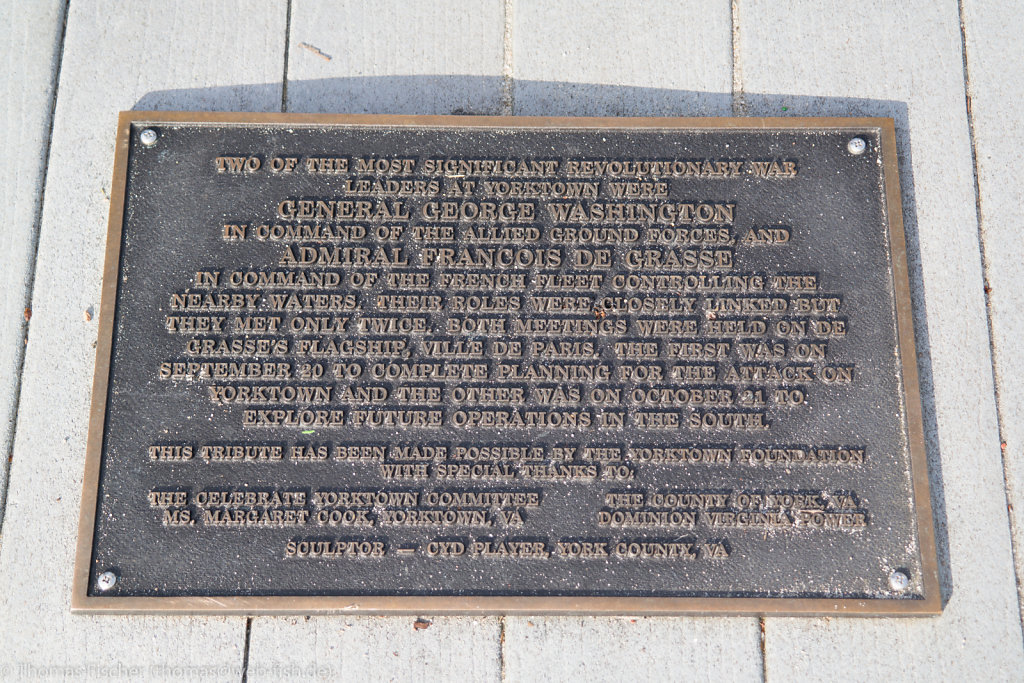 TWO OF THE MOST SIGNIFICANT REVOLUTIONARY WAR
LEADERS AT YORKTOWN WERE
GENERAL GEORGE WASHINGTON
IN COMMAND OF THE ALLIED GROUND FORCES, AND
ADMIRAL FRANCOIS DE GRASSE
IN COMMAND OF THE FRENCH FLEET CONTROLLING THE
NEARBY WATERS. THEIR ROLES WERE CLOSELY LINKED BUT
THEY MET ONLY TWICE. BOTH MEETINGS WERE HELD ON DE
GRASSE'S FLAGSHIP, VILLE DE PARIS. THE FIRST WAS ON
SEPTEMBER 20 TO COMPLETE PLANNING FOR THE ATTACK ON
YORKTOWN AND THE OTHER WAS ON OCTOBER 21 TO
EXPLORE FUTURE OPERATIONS IN THE SOUTH.
THIS TRIBUTE HAS BEEN MADE POSSIBLE BY THE YORKTOWN FOUNDATION
WITH SPECIAL THANKS TO:
THE CELEBRATE YORKTOWN COMMITTEE THE COUNTY OF YORK, VA
MS. MARGARET COOK, YORKTOWN, VA DOMINION VIRGINIA POWER
SCULPTOR — CYD PLAYER, YORK COUNTY, VA
© Thomas Fischer (thomas@web-fish.de)